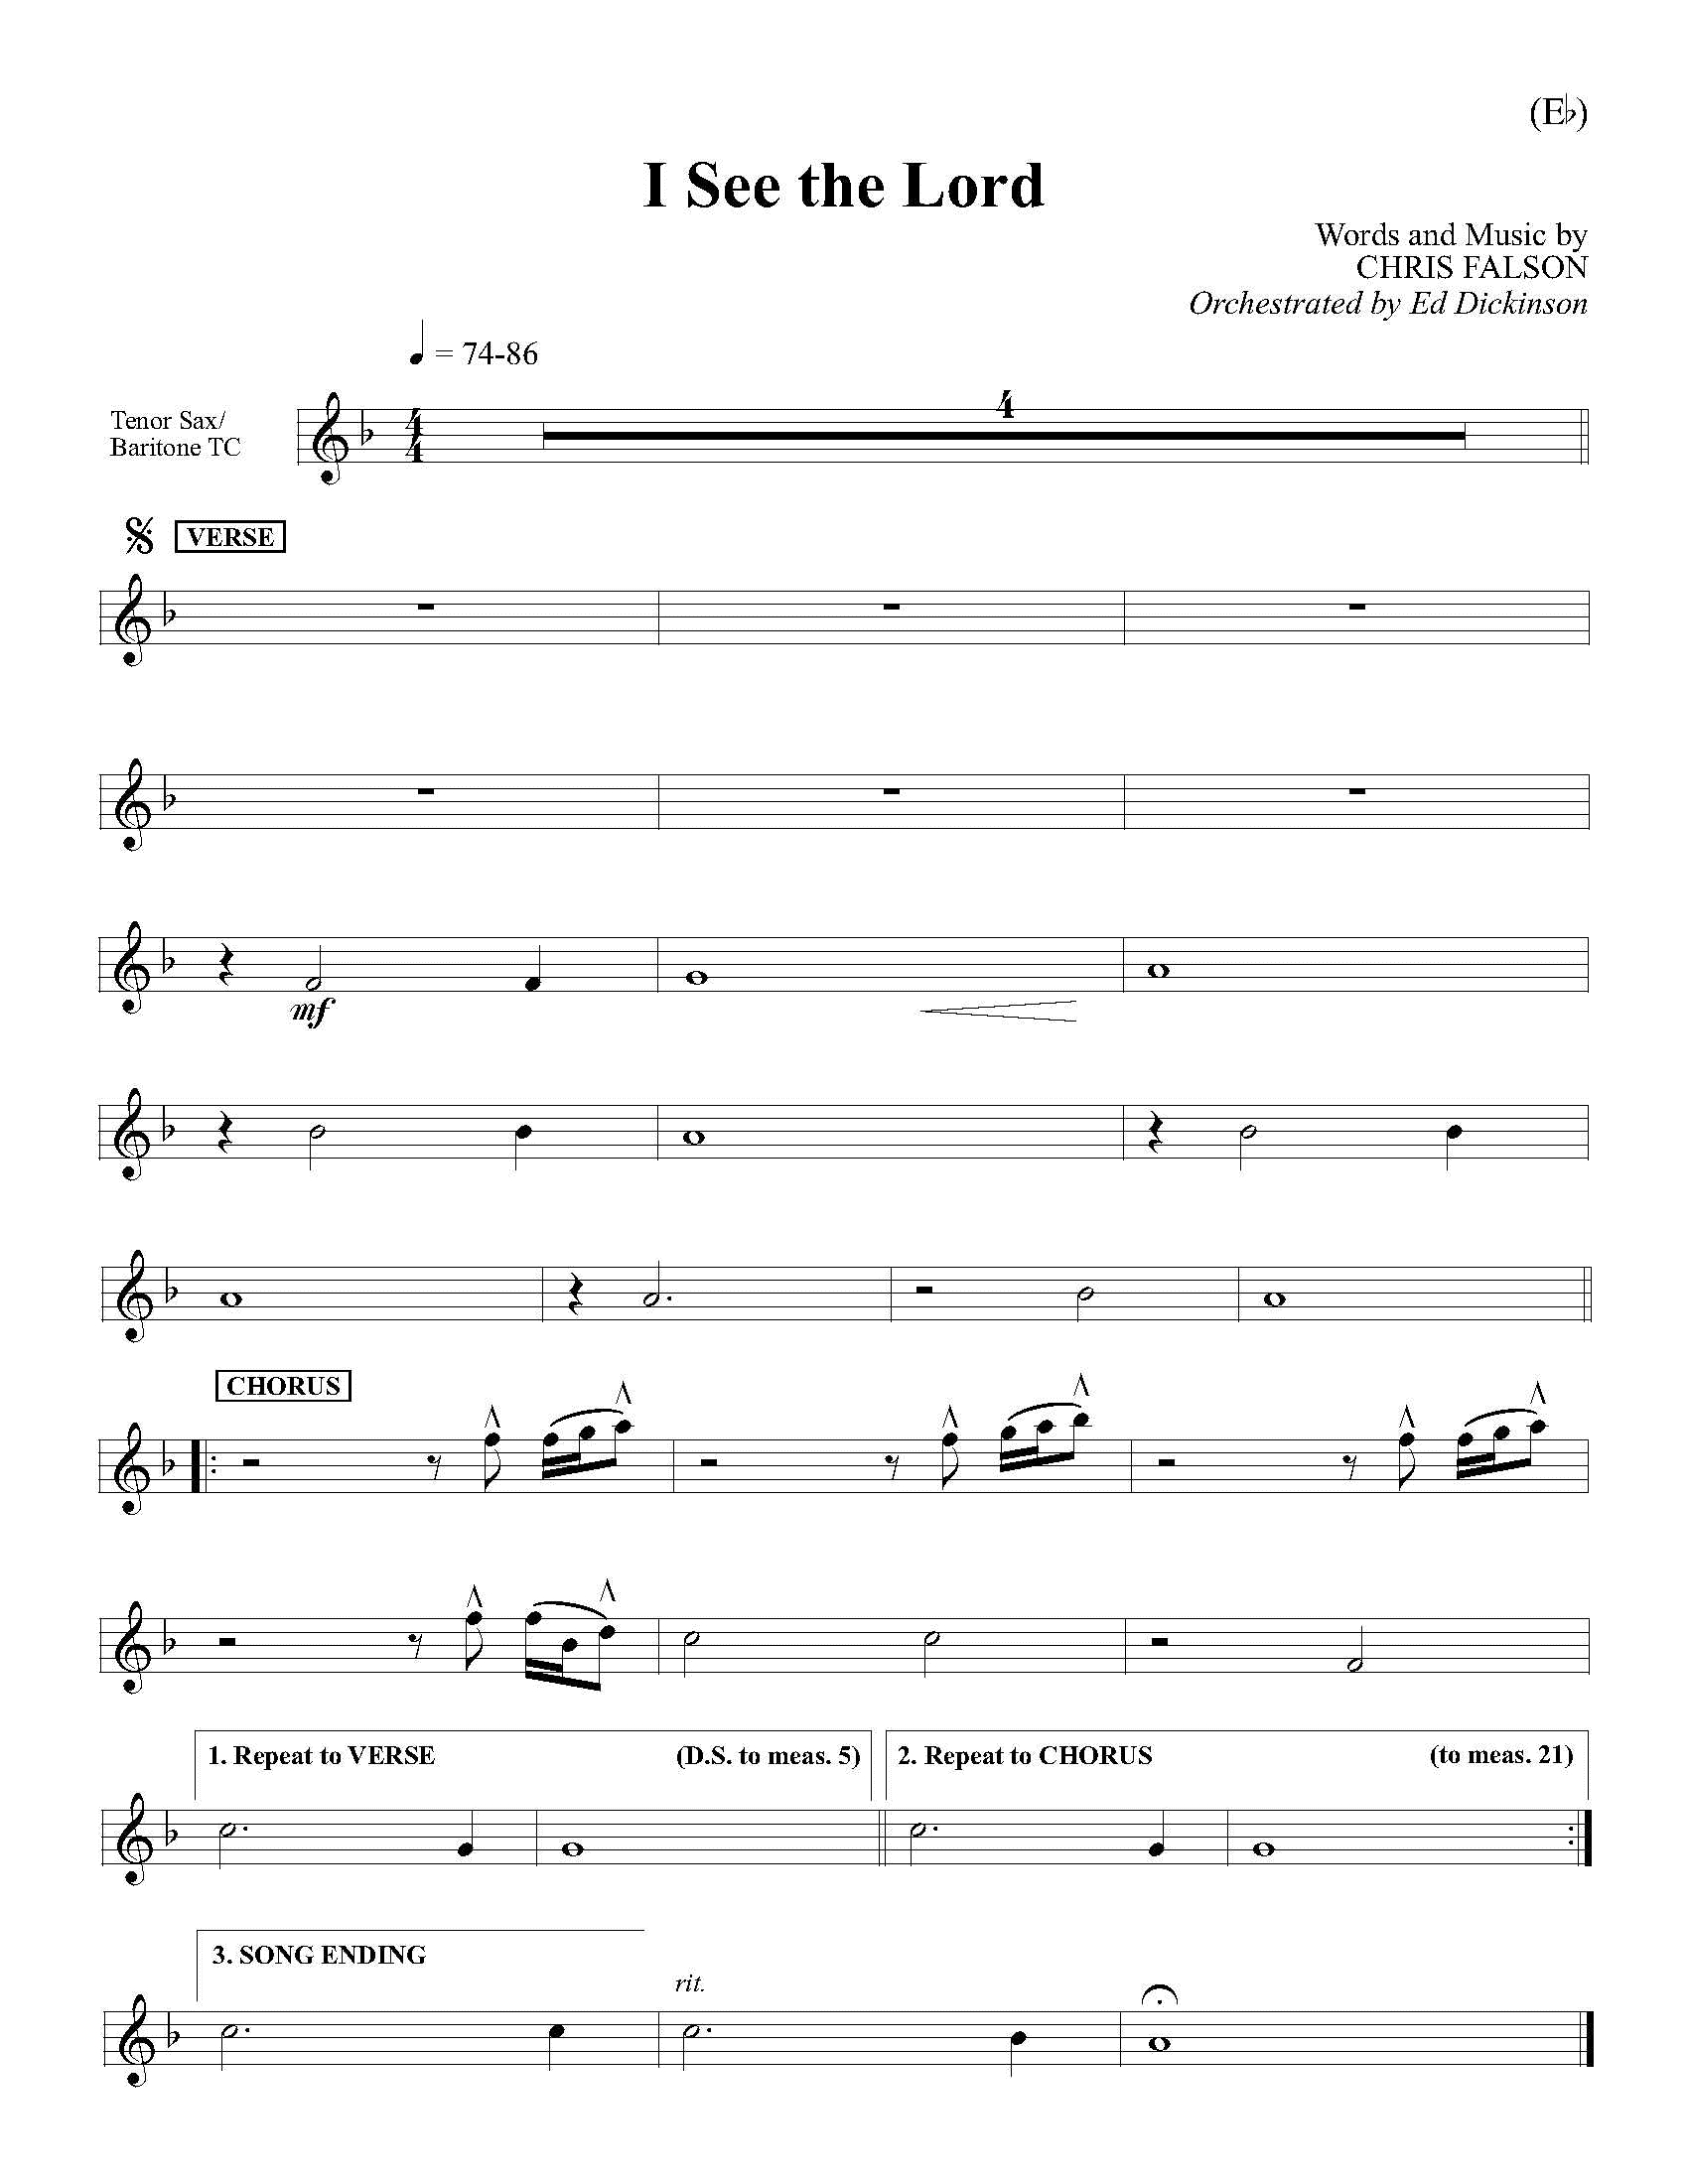 (E♭)
I See the Lord
Words and Music by
CHRIS FALSON
Orchestrated by Ed Dickinson
= 74-86
Tenor Sax/
Baritone TC
4
4
4
VERSE
mf
CHORUS
1. Repeat to VERSE (D.S. to meas. 5) 2. Repeat to CHORUS (to meas. 21)
3. SONG ENDING
rit.